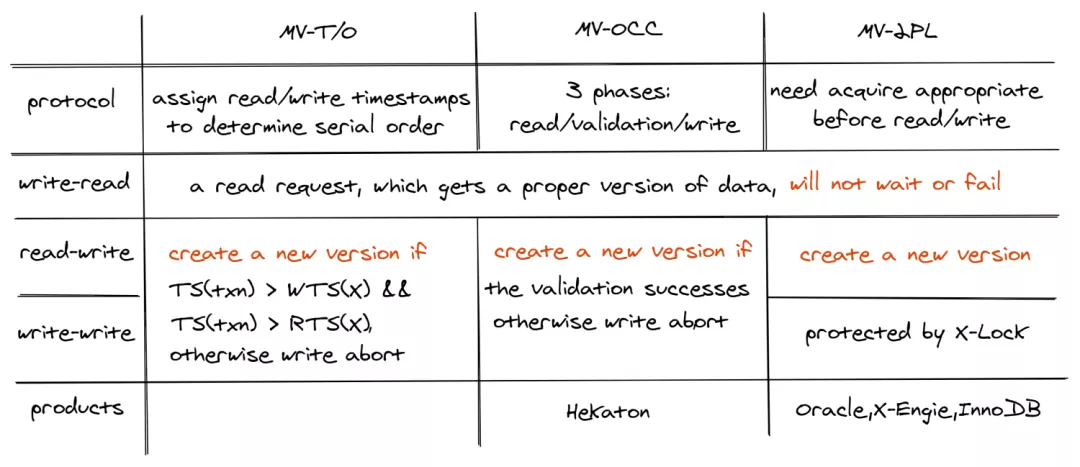 MV-T/O
MV-OCC
MV-2PL
protocol
assign read/write timestamps
to determine serial order
3 phases:
read/validation/write
need acquire appropriate
before read/write
write-read
a read request, which gets a proper version of data, will not wait or fail
read-write
create a new version if
TS(txn) > WTS(X) &&
TS(txn) > RTS(X),
otherwise write abort
create a new version if
the validation successes
otherwise write abort
create a new version
write-write
protected by X-Lock
products
Hekaton
Oracle,X-Engie,InnoDB